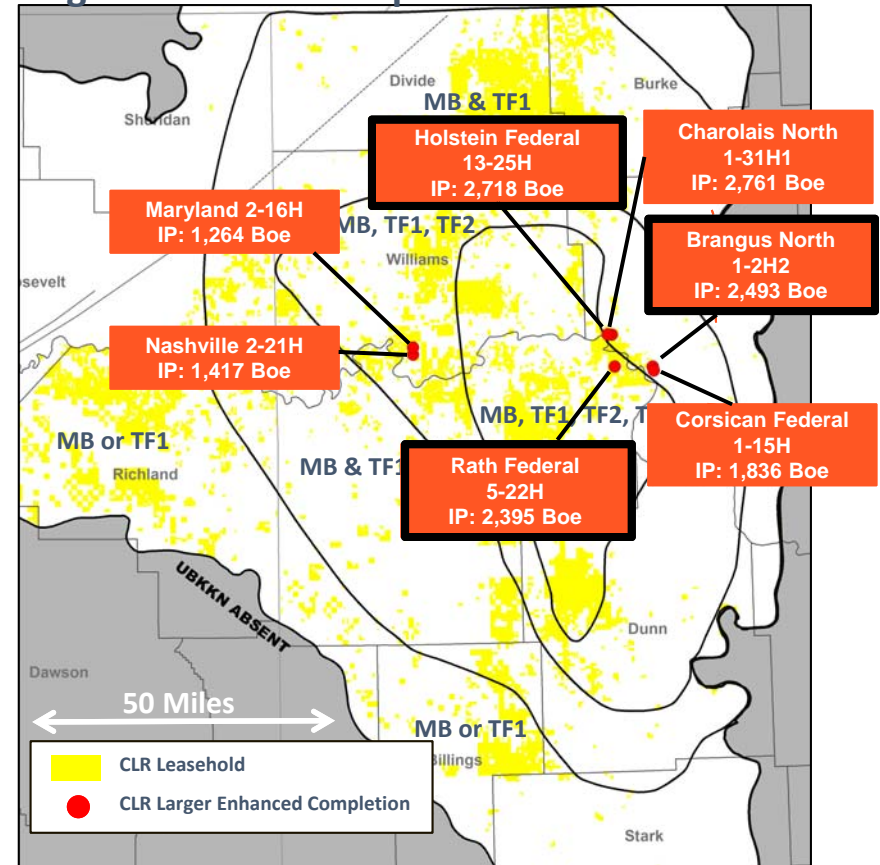 Divide
Burke
MB & TF1
Sheridan
Holstein Federal
13-25H
IP: 2,718 Boe
Charolais North
1-31H1
IP: 2,761 Boe
Maryland 2-16H
IP: 1,264 Boe
MB, TF1, TF2
Williams
Brangus North
1-2H2
IP: 2,493 Boe
osevelt
Nashville 2-21H
IP: 1,417 Boe
MB, TF1, TF2, T
Corsican Federal
1-15H
IP: 1,836 Boe
MB or TF1
Richland
MB & TF1
Rath Federal
5-22H
IP: 2,395 Boe
UBKKN ABSENT
Dunn
Dawson
50 Miles
MB or TF1
illings
CLR Leasehold
CLR Larger Enhanced Completion
Stark